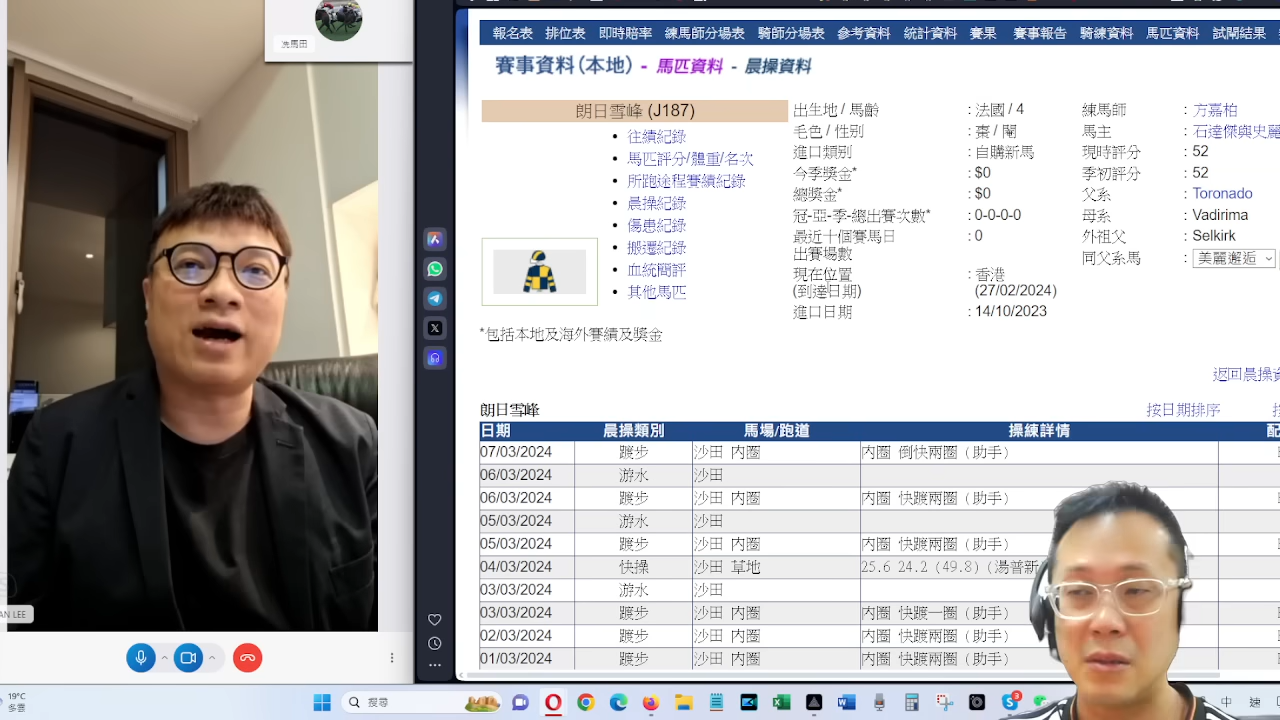 冼馬田
AN LEE
報名表 排位表 即時賠率 練馬師分場表 騎師分場表 參考資料 統計資料 賽果 賽事報告 騎練資料 馬匹資料 試閘結果
賽事資料(本地) - 馬匹資料 - 晨操資料
朗日雪峰 (J187)
• 往績紀錄
• 馬匹評分/體重/名次
• 所跑途程賽績紀錄
• 晨操紀錄
• 傷患紀錄
• 搬遷紀錄
• 血統簡評
• 其他馬匹
出生地 / 馬齡 : 法國 / 4
毛色 / 性別 : 棗 / 閹
進口類別 : 自購新馬
今季獎金* : $0
總獎金* : $0
冠-亞-季-總出賽次數* : 0-0-0-0
最近十個賽馬日 : 0
出賽場數
現在位置 : 香港
(到達日期) (27/02/2024)
進口日期 : 14/10/2023
練馬師 : 方嘉柏
馬主 : 石達傑與史
現時評分 : 52
季初評分 : 52
父系 : Toronado
母系 : Vadirima
外祖父 : Selkirk
同父系馬 : 美麗邂逅
*包括本地及海外賽績及獎金
返回晨操資
朗日雪峰 按日期排序
日期 晨操類別 馬場/跑道 操練詳情
07/03/2024 踱步 沙田 內圈 內圈 倒快兩圈 (助手)
06/03/2024 游水 沙田
06/03/2024 踱步 沙田 內圈 內圈 快踱兩圈 (助手)
05/03/2024 游水 沙田
05/03/2024 踱步 沙田 內圈 內圈 快踱兩圈 (助手)
04/03/2024 快操 沙田 草地 25.6 24.2 (49.8) (湯普新
03/03/2024 游水 沙田
03/03/2024 踱步 沙田 內圈 內圈 快踱一圈 (助手)
02/03/2024 踱步 沙田 內圈 內圈 快踱兩圈 (助手)
01/03/2024 踱步 沙田 內圈 內圈 快踱兩圈 (助手)
19°C
多雲
搜尋
3
中
速